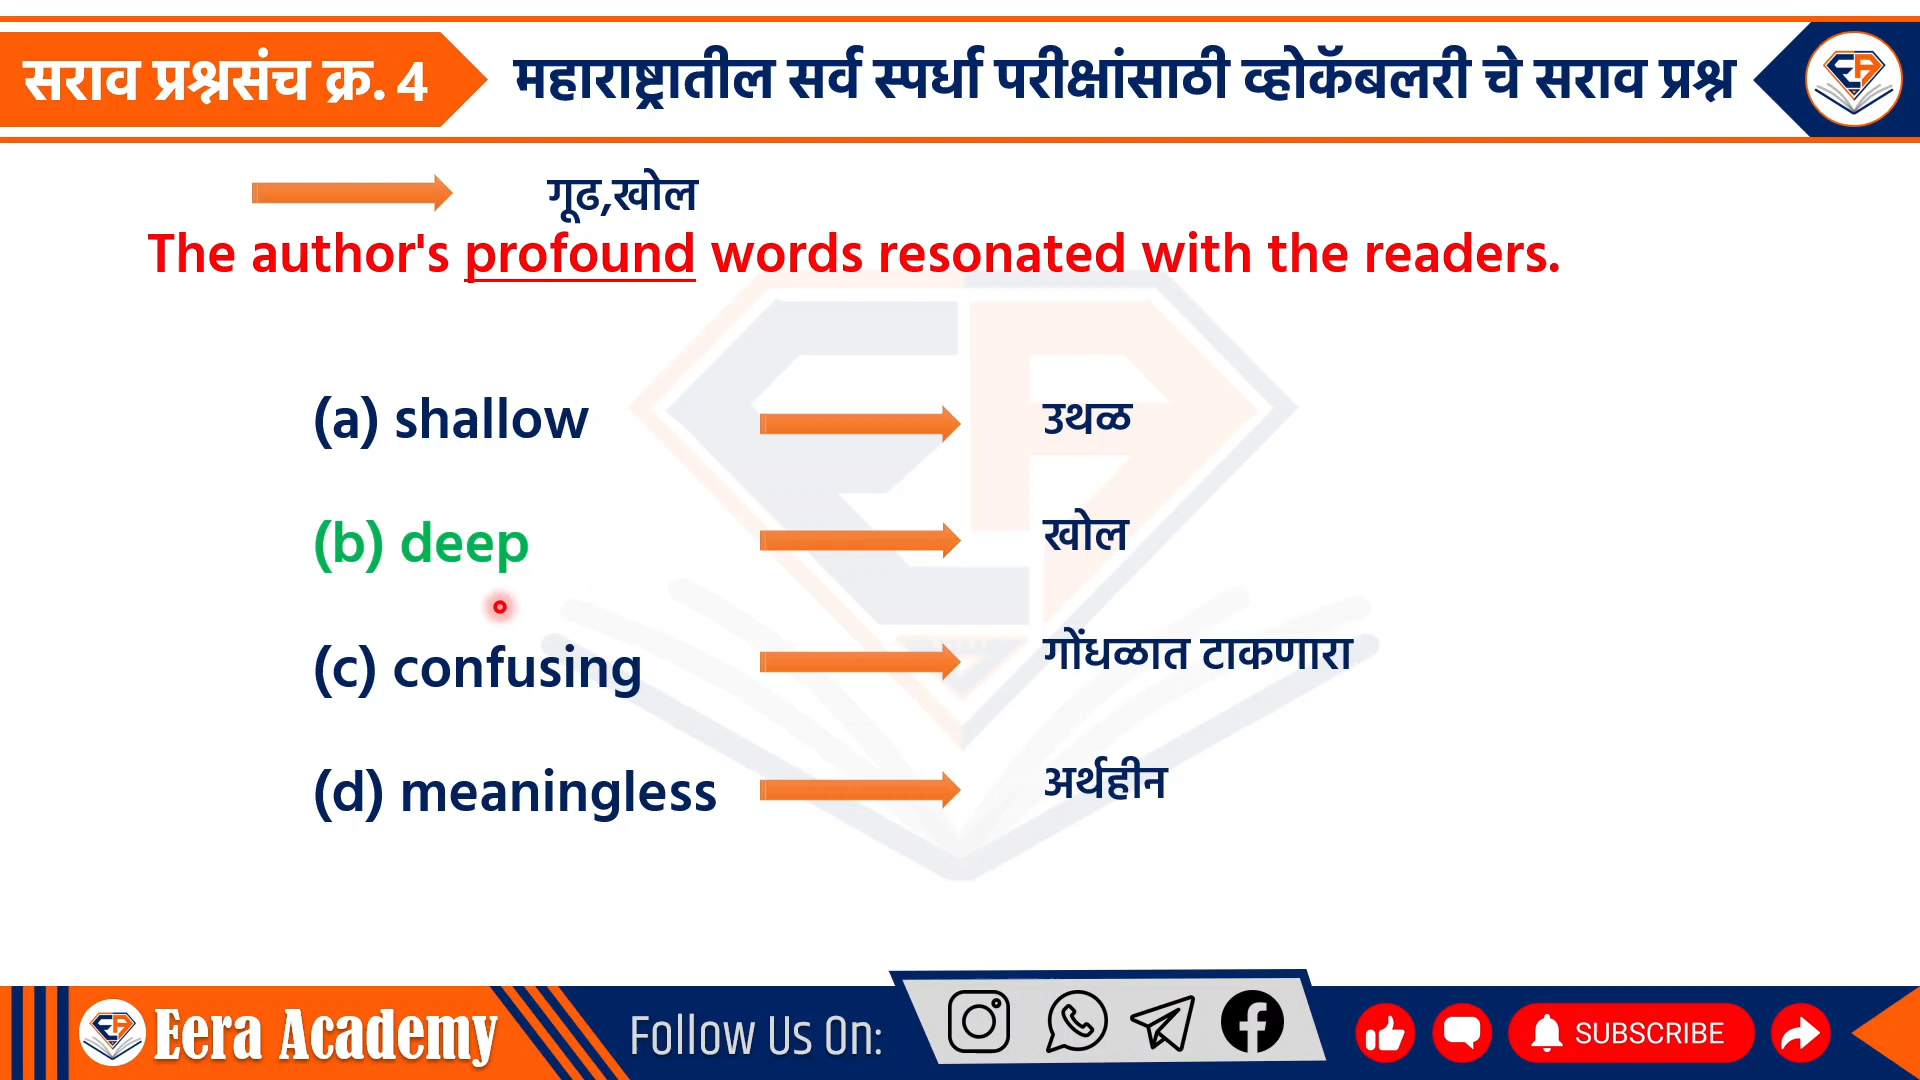 सराव प्रश्नसंच क्र. 4
महाराष्ट्रातील सर्व स्पर्धा परीक्षांसाठी व्होकॅबलरी चे सराव प्रश्न
गूढ,खोल
The author's profound words resonated with the readers.
(a) shallow
उथळ
(b) deep
खोल
(c) confusing
गोंधळात टाकणारा
(d) meaningless
अर्थहीन
Eera Academy
Follow Us On:
SUBSCRIBE